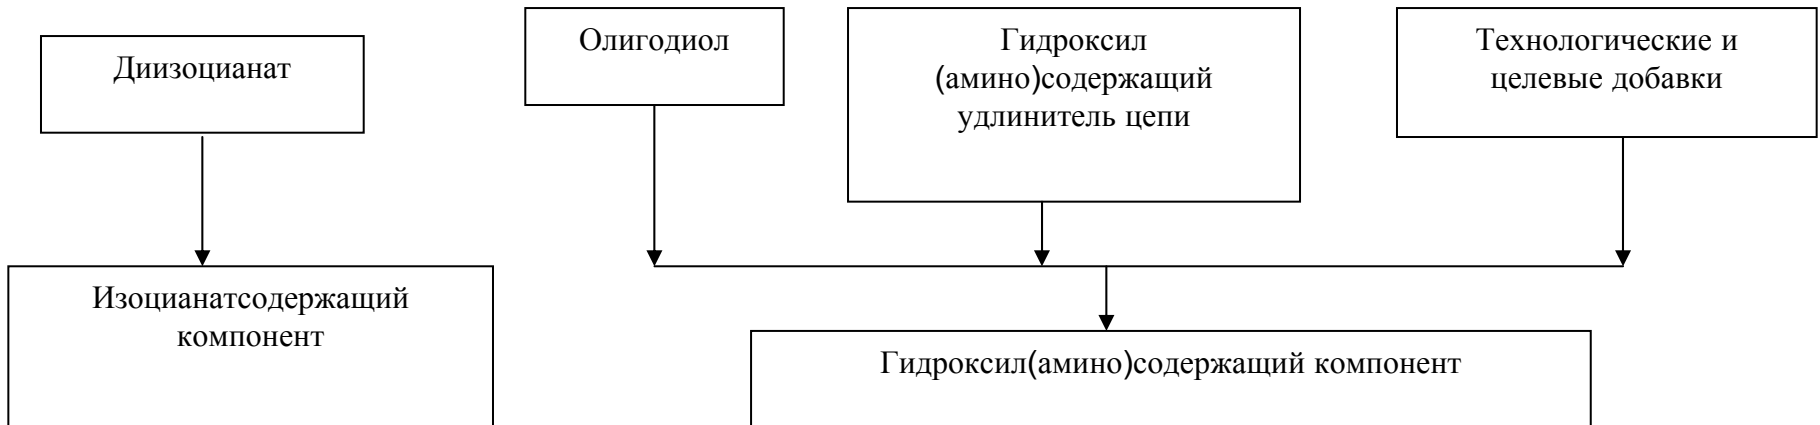 Диизоцианат
Олигодиол
Гидроксил
(амино)содержащий
удлинитель цепи
Технологические и
целевые добавки
Изоцианатсодержащий
компонент
Гидроксил(амино)содержащий компонент